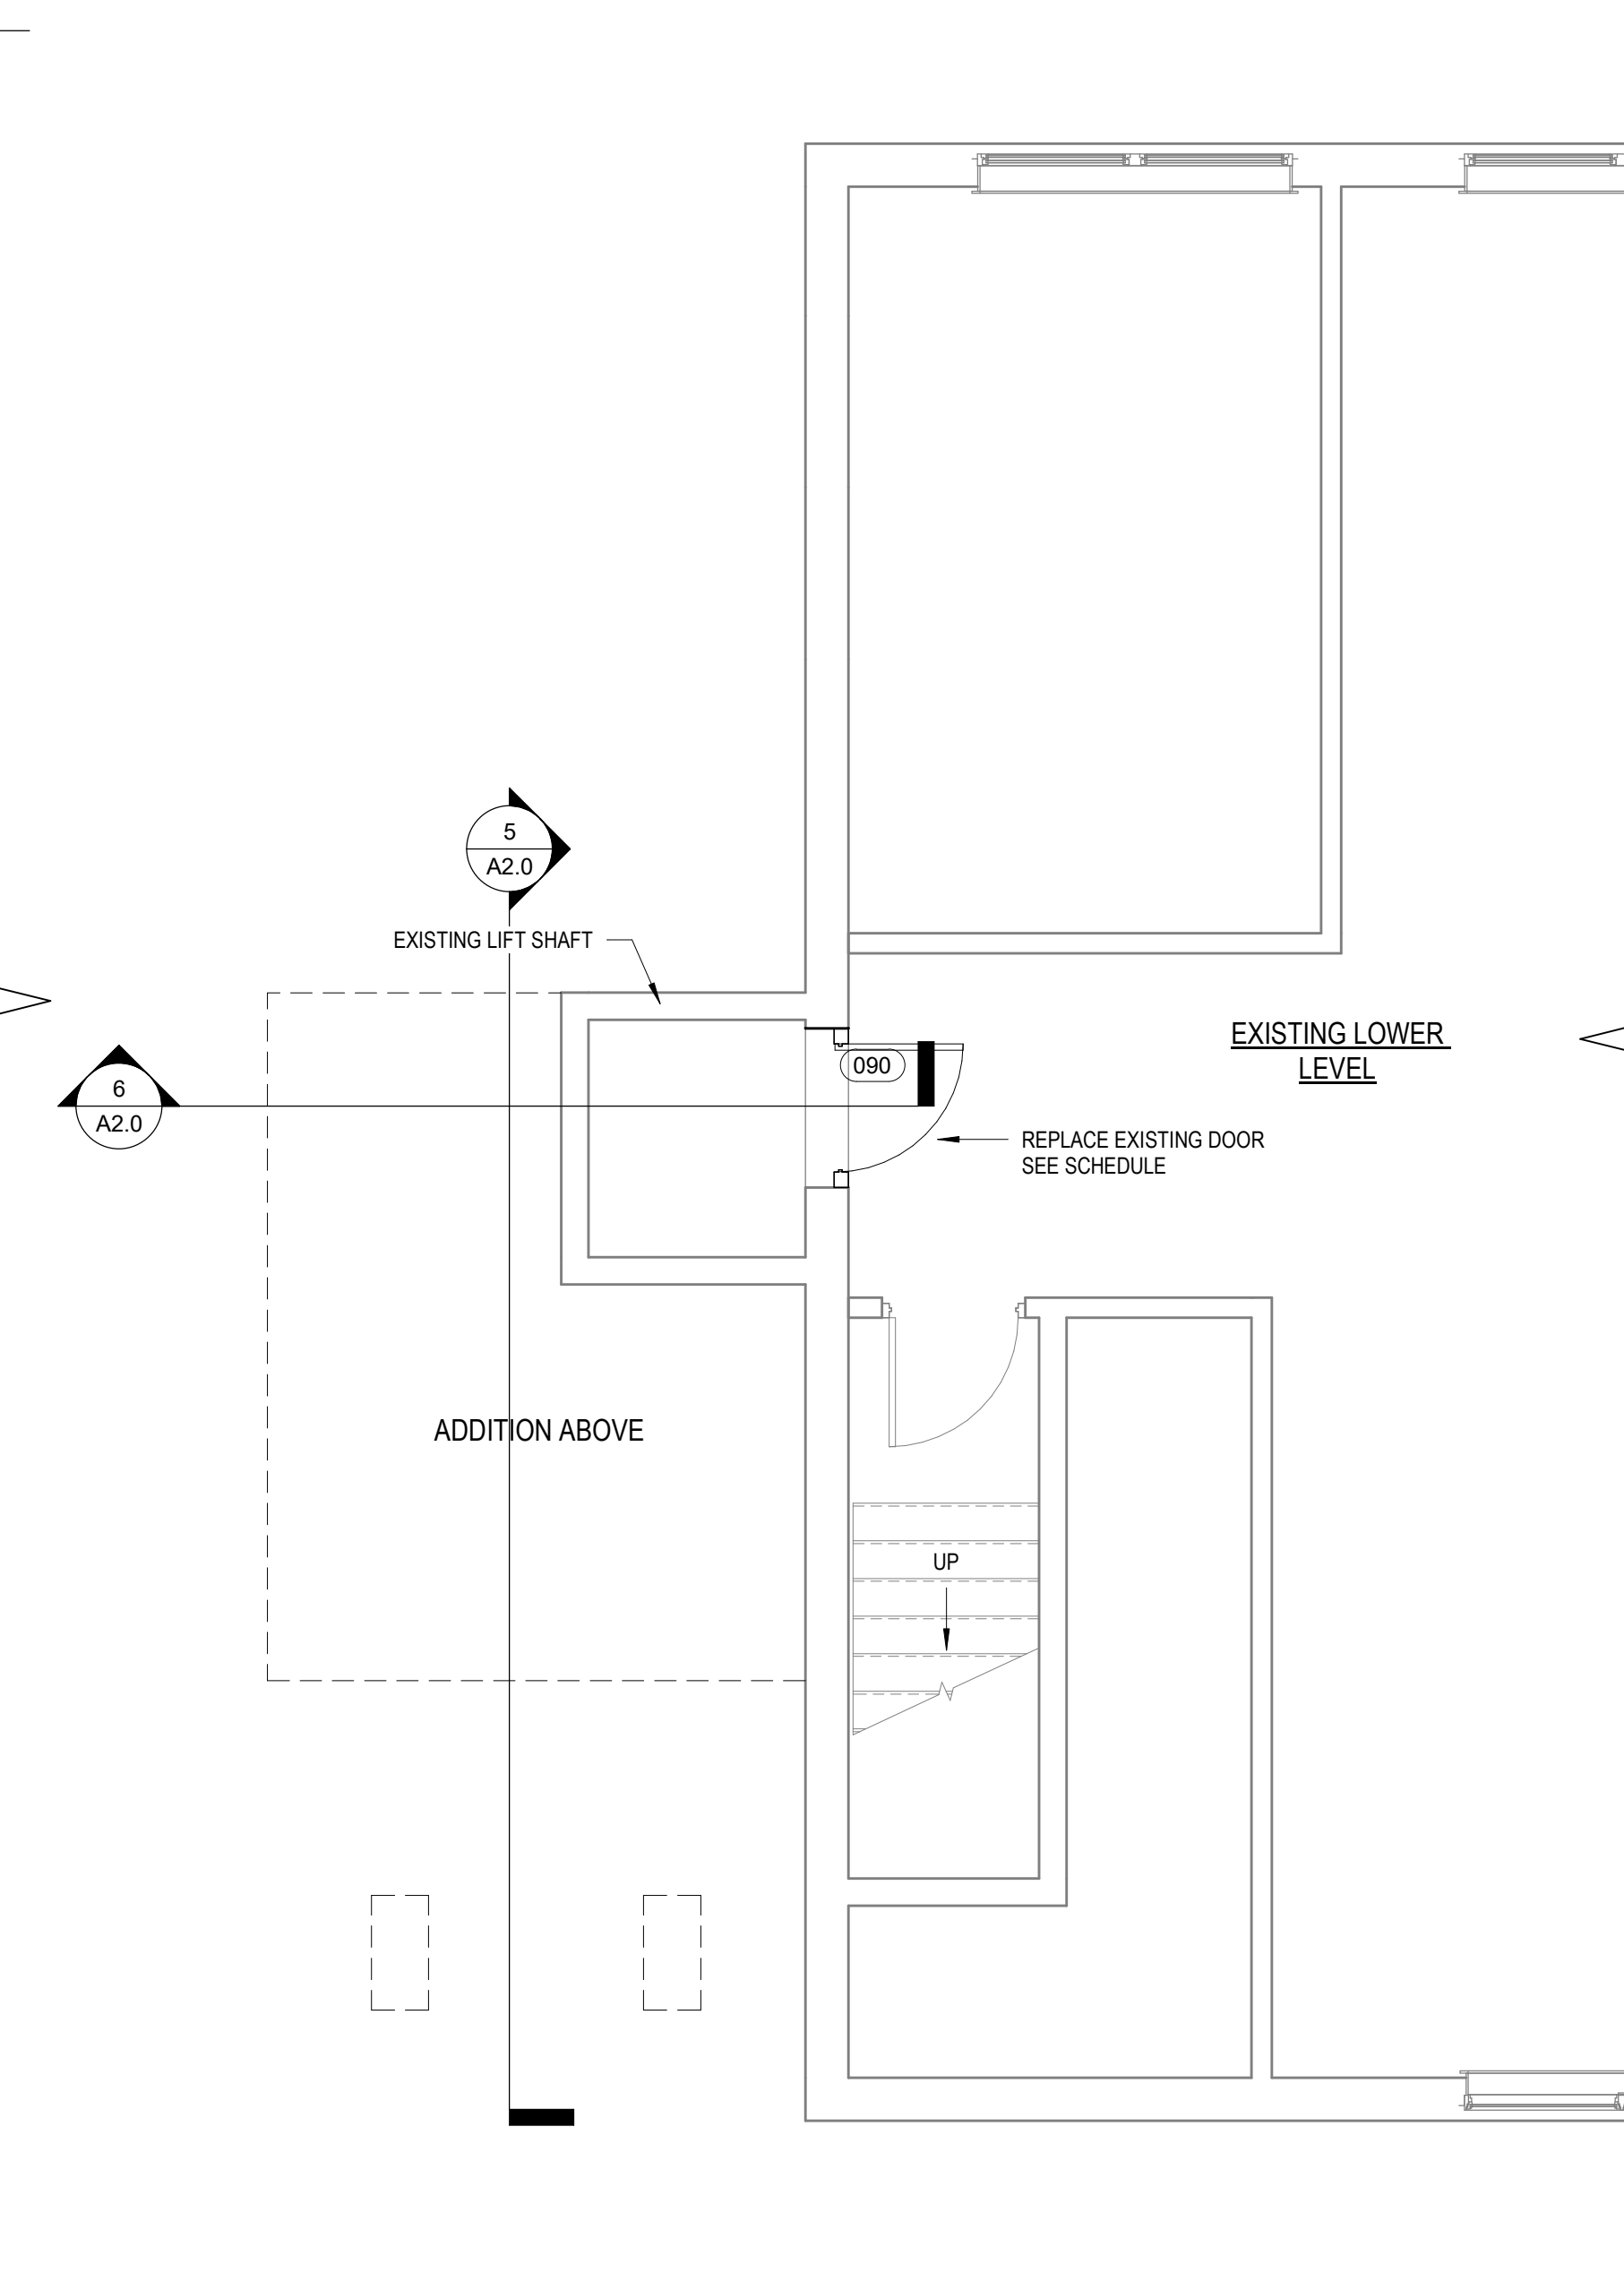 5
A2.0
EXISTING LIFT SHAFT
EXISTING LOWER
LEVEL
090
6
A2.0
REPLACE EXISTING DOOR
SEE SCHEDULE
ADDITION ABOVE
UP